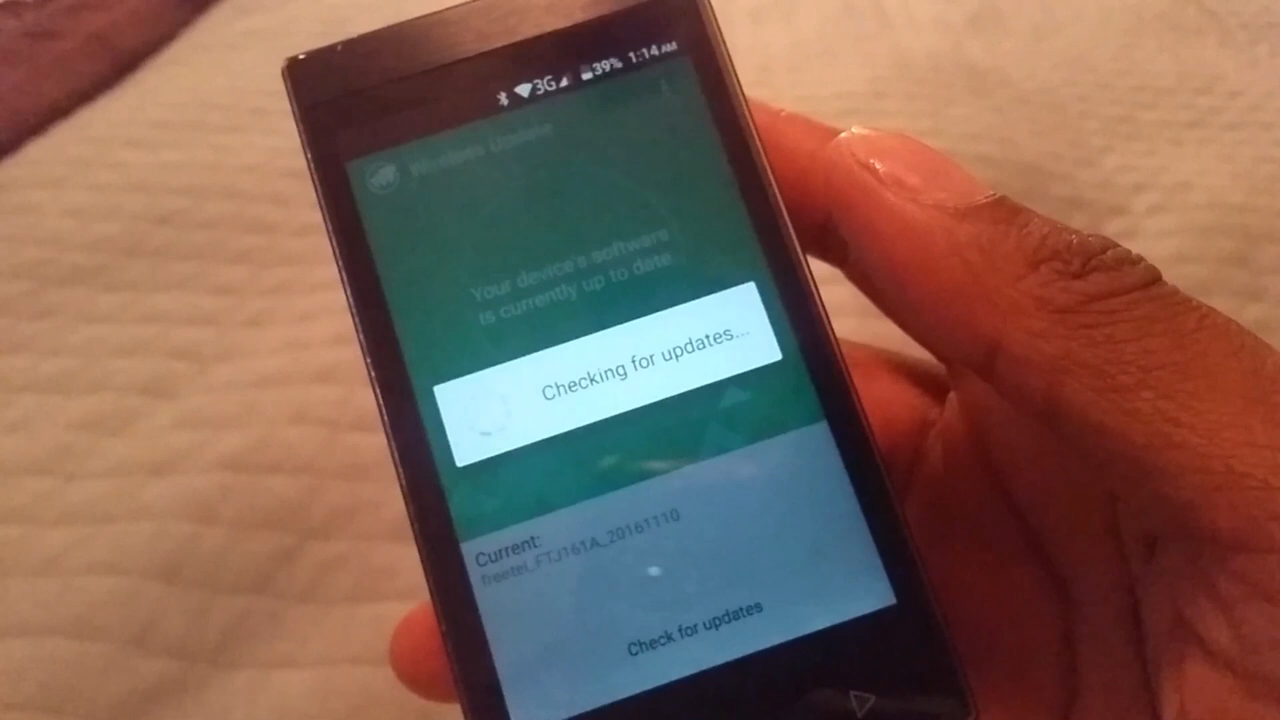 3G 39% 1:14 AM
Wireless Update
Your device's software
is currently up to date
Checking for updates...
Current:
freetel_FTJ161A_20161110
Check for updates